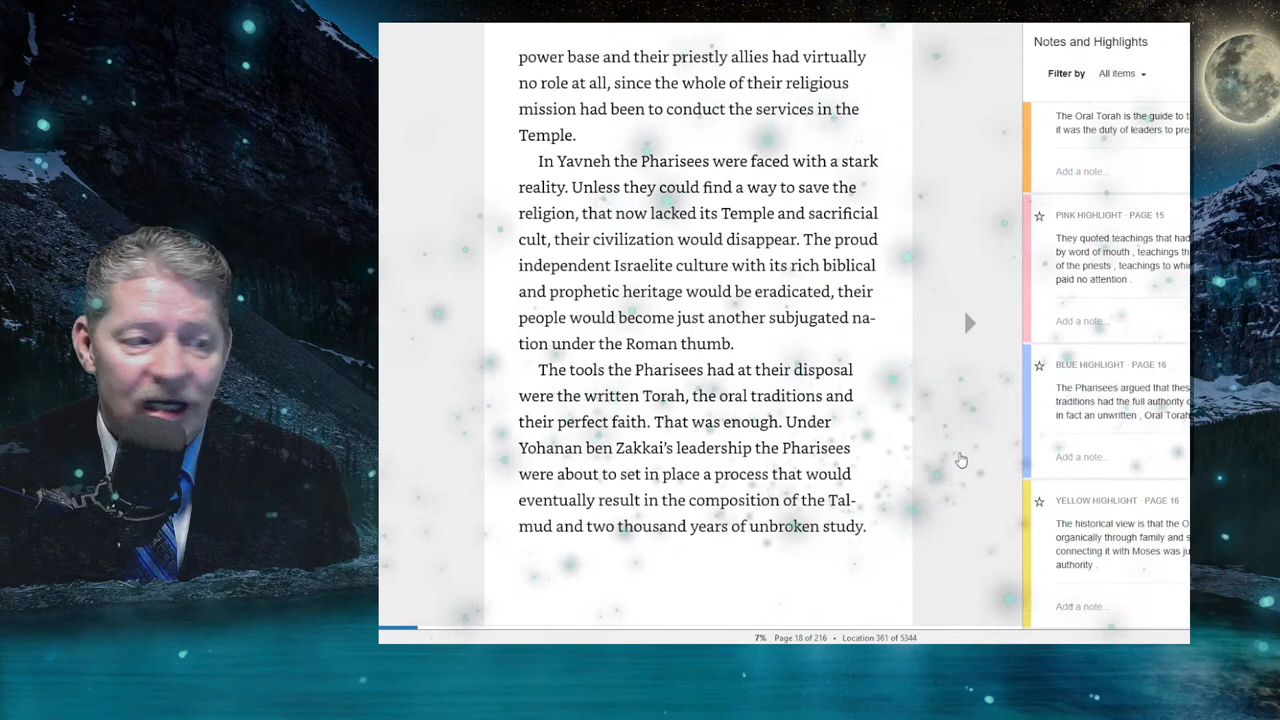 power base and their priestly allies had virtually
no role at all, since the whole of their religious
mission had been to conduct the services in the
Temple.
In Yavneh the Pharisees were faced with a stark
reality. Unless they could find a way to save the
religion, that now lacked its Temple and sacrificial
cult, their civilization would disappear. The proud
independent Israelite culture with its rich biblical
and prophetic heritage would be eradicated, their
people would become just another subjugated na-
tion under the Roman thumb.
The tools the Pharisees had at their disposal
were the written Torah, the oral traditions and
their perfect faith. That was enough. Under
Yohanan ben Zakkai's leadership the Pharisees
were about to set in place a process that would
eventually result in the composition of the Tal-
mud and two thousand years of unbroken study.
7% Page 18 of 216 • Location 361 of 5344
Notes and Highlights
Filter by All items
The Oral Torah is the guide to
it was the duty of leaders to
Add a note...
PINK HIGHLIGHT · PAGE 15
They quoted teachings that had
by word of mouth , teachings
of the priests , teachings to
paid no attention .
Add a note...
BLUE HIGHLIGHT · PAGE 16
The Pharisees argued that
traditions had the full authority
in fact an unwritten , Oral Torah
Add a note...
YELLOW HIGHLIGHT · PAGE 16
The historical view is that the
organically through family and
connecting it with Moses was
authority .
Add a note...